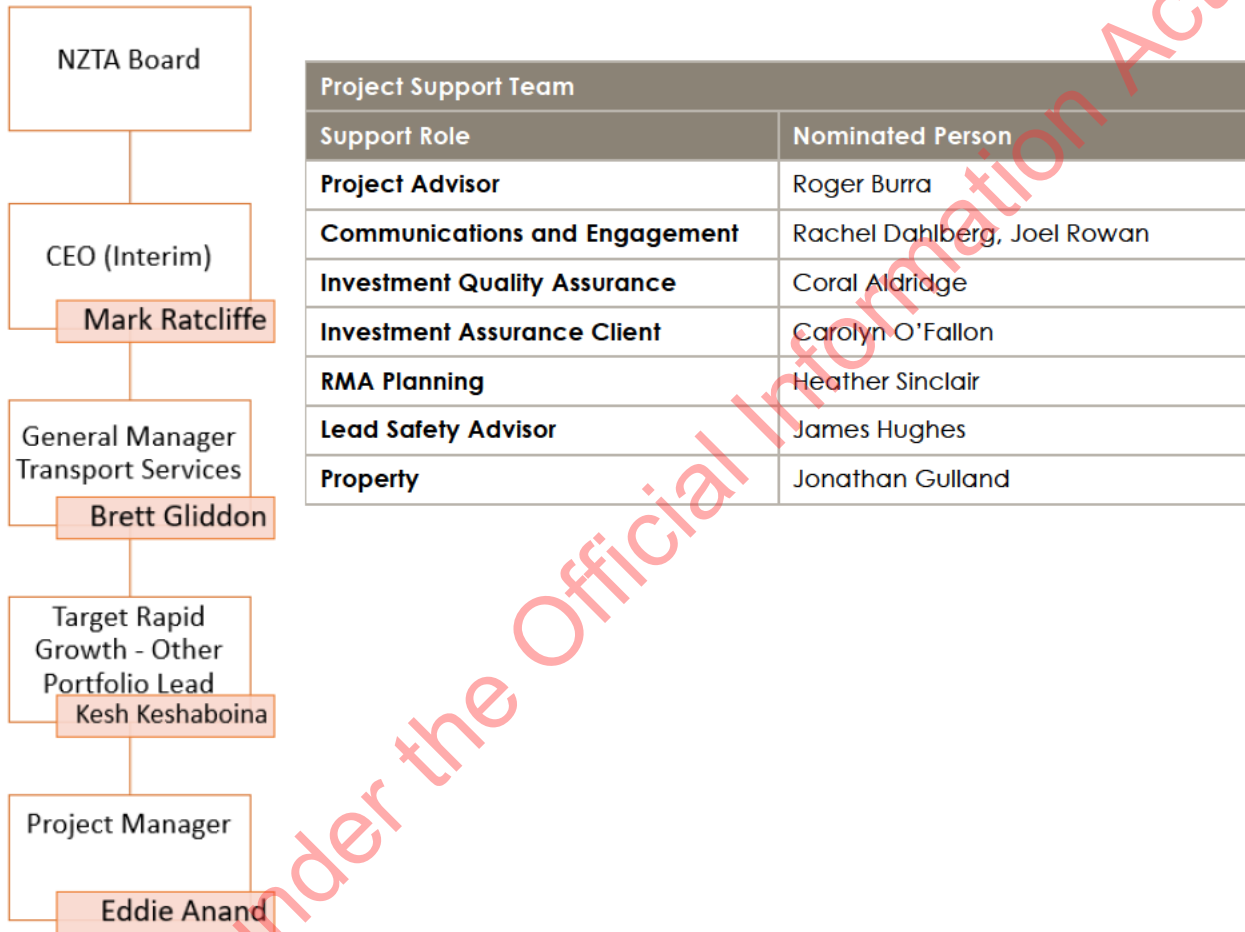 NZTA Board
CEO (Interim)
Mark Ratcliffe
General Manager
Transport Services
Brett Gliddon
Target Rapid
Growth - Other
Portfolio Lead
Kesh Keshaboina
Project Manager
Eddie Anand
Project Support Team
Support Role Nominated Person
Project Advisor Roger Burra
Communications and Engagement Rachel Dahlberg, Joel Rowan
Investment Quality Assurance Coral Aldridge
Investment Assurance Client Carolyn O’Fallon
RMA Planning Heather Sinclair
Lead Safety Advisor James Hughes
Property Jonathan Gulland
under the Official Information Act